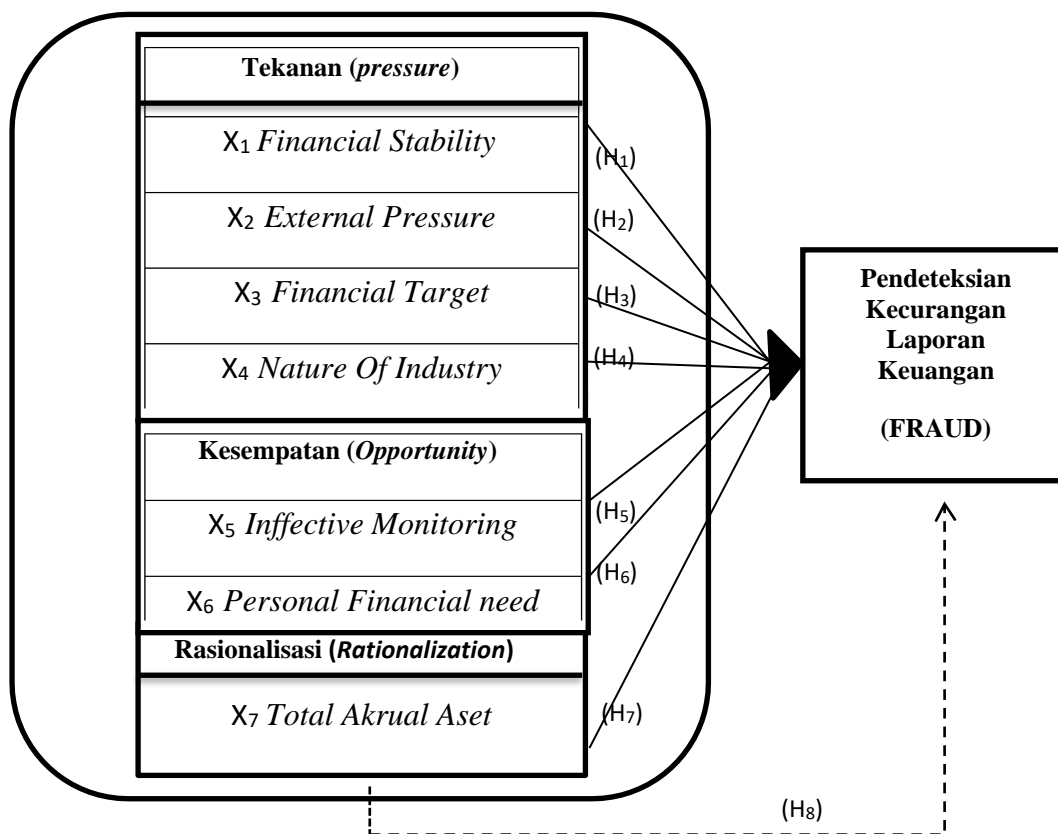 Tekanan (pressure)
X₁ Financial Stability
(H₁)
X₂ External Pressure
(H₂)
X₃ Financial Target
(H₃)
X₄ Nature Of Industry
(H₄)
Kesempatan (Opportunity)
X₅ Inffective Monitoring
(H₅)
X₆ Personal Financial need
(H₆)
Rasionalisasi (Rationalization)
X₇ Total Akrual Aset
(H₇)
Pendeteksian
Kecurangan
Laporan
Keuangan
(FRAUD)
(H₈)